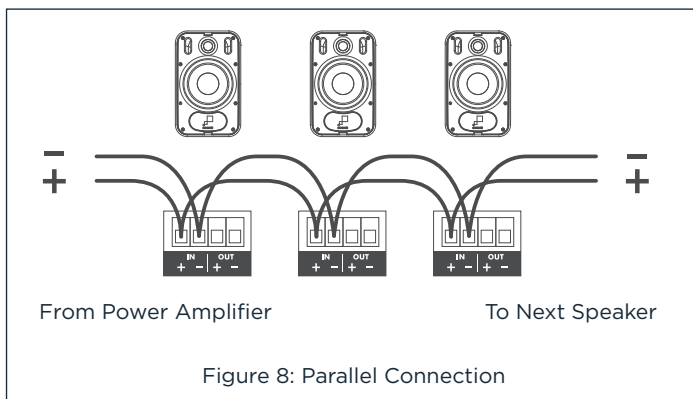 −
−
+
+
IN OUT
+ − + −
IN OUT
+ − + −
IN OUT
+ − + −
From Power Amplifier
To Next Speaker
Figure 8: Parallel Connection